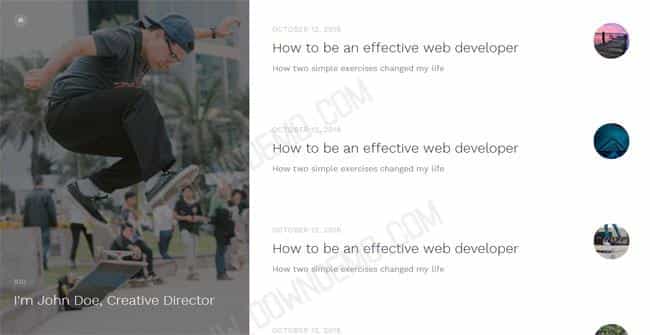 BIO
I'm John Doe, Creative Director
OCTOBER 12, 2016
How to be an effective web developer
How two simple exercises changed my life
OCTOBER 12, 2016
How to be an effective web developer
How two simple exercises changed my life
OCTOBER 12, 2016
How to be an effective web developer
How two simple exercises changed my life
OCTOBER 12, 2016